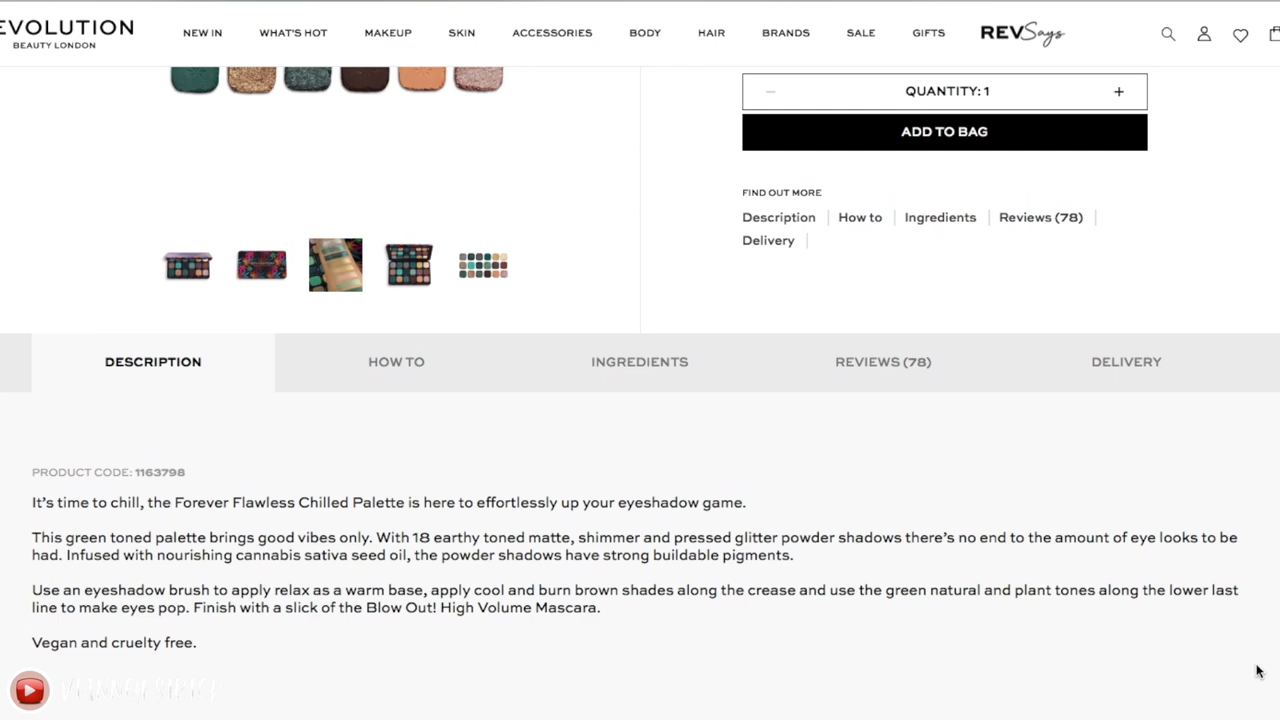 EVOLUTION
BEAUTY LONDON
NEW IN WHAT'S HOT MAKEUP SKIN ACCESSORIES BODY HAIR BRANDS SALE GIFTS REVSays
QUANTITY: 1
ADD TO BAG
FIND OUT MORE
Description How to Ingredients Reviews (78)
Delivery
DESCRIPTION HOW TO INGREDIENTS REVIEWS (78) DELIVERY
PRODUCT CODE: 1163798
It's time to chill, the Forever Flawless Chilled Palette is here to effortlessly up your eyeshadow game.
This green toned palette brings good vibes only. With 18 earthy toned matte, shimmer and pressed glitter powder shadows there's no end to the amount of eye looks to be
had. Infused with nourishing cannabis sativa seed oil, the powder shadows have strong buildable pigments.
Use an eyeshadow brush to apply relax as a warm base, apply cool and burn brown shades along the crease and use the green natural and plant tones along the lower last
line to make eyes pop. Finish with a slick of the Blow Out! High Volume Mascara.
Vegan and cruelty free.